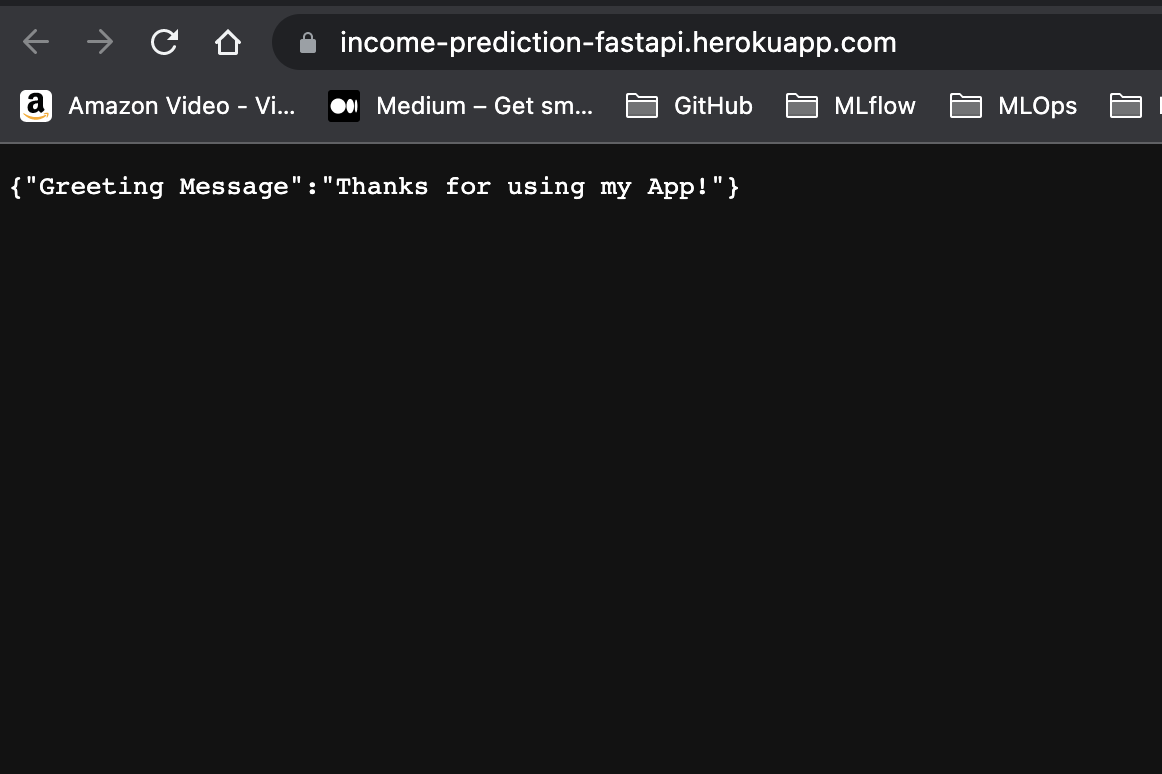 income-prediction-fastapi.herokuapp.com
Amazon Video - Vi... Medium – Get sm... GitHub MLflow MLOps
{"Greeting Message":"Thanks for using my App!"}